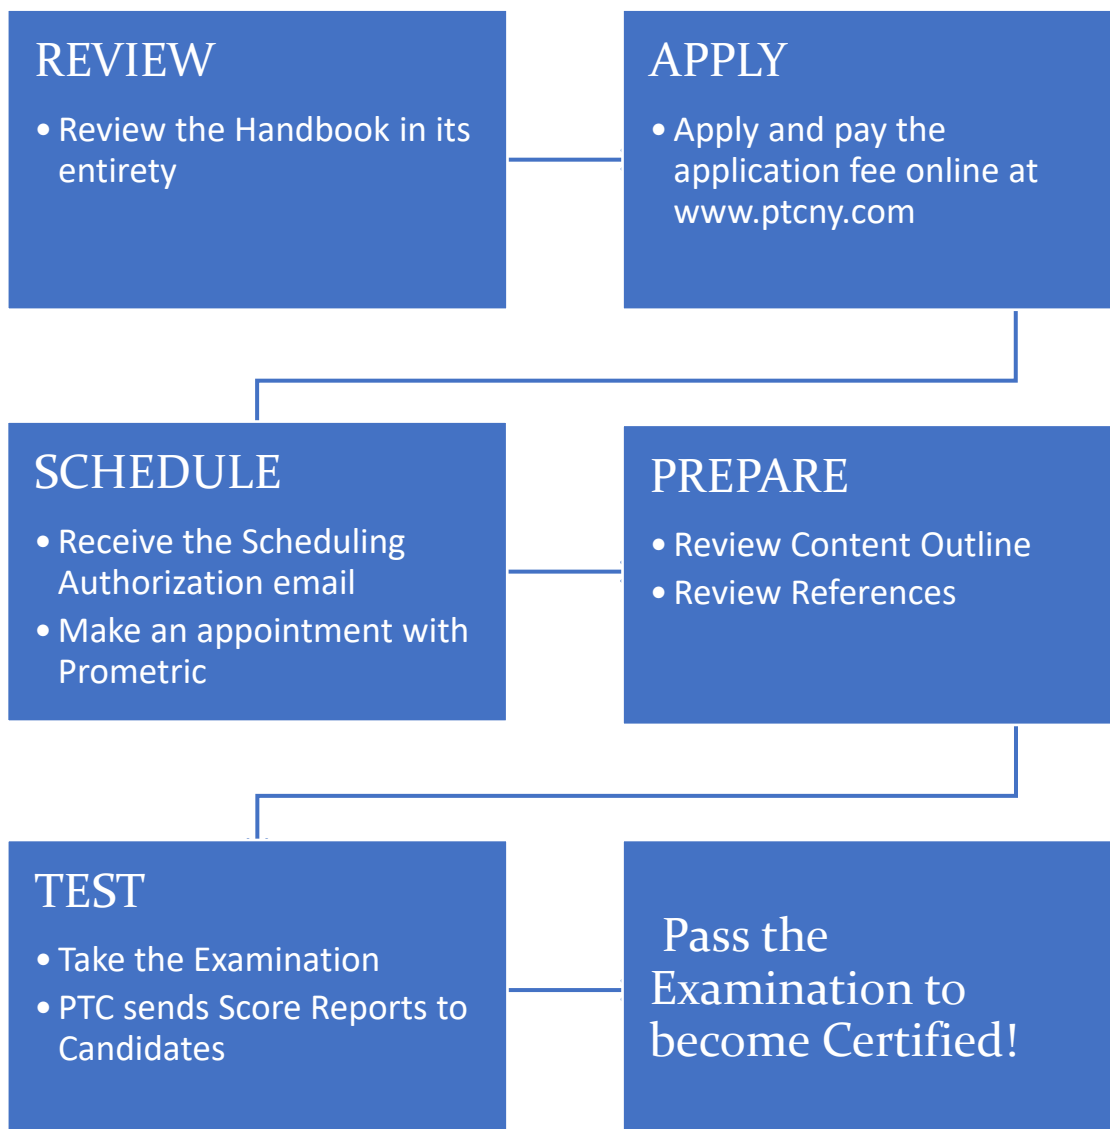 REVIEW
• Review the Handbook in its
entirety
APPLY
• Apply and pay the
application fee online at
www.ptcny.com
SCHEDULE
• Receive the Scheduling
Authorization email
• Make an appointment with
Prometric
PREPARE
• Review Content Outline
• Review References
TEST
• Take the Examination
• PTC sends Score Reports to
Candidates
Pass the
Examination to
become Certified!